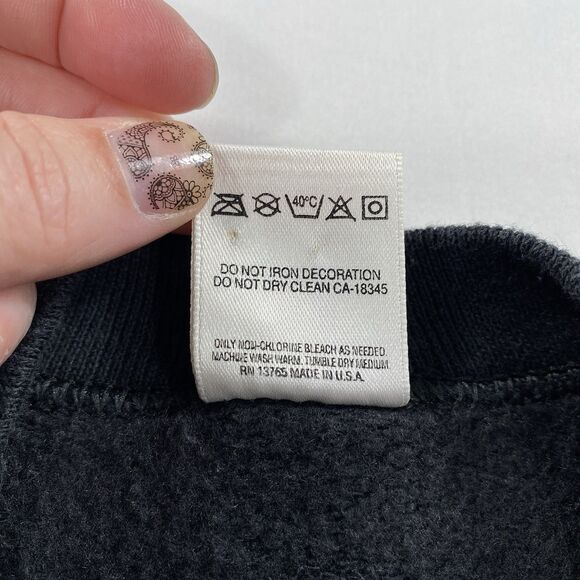 40°C
DO NOT IRON DECORATION
DO NOT DRY CLEAN CA-18345
ONLY NON-CHLORINE BLEACH AS NEEDED.
MACHINE WASH WARM. TUMBLE DRY MEDIUM
RN 13765 MADE IN U.S.A.